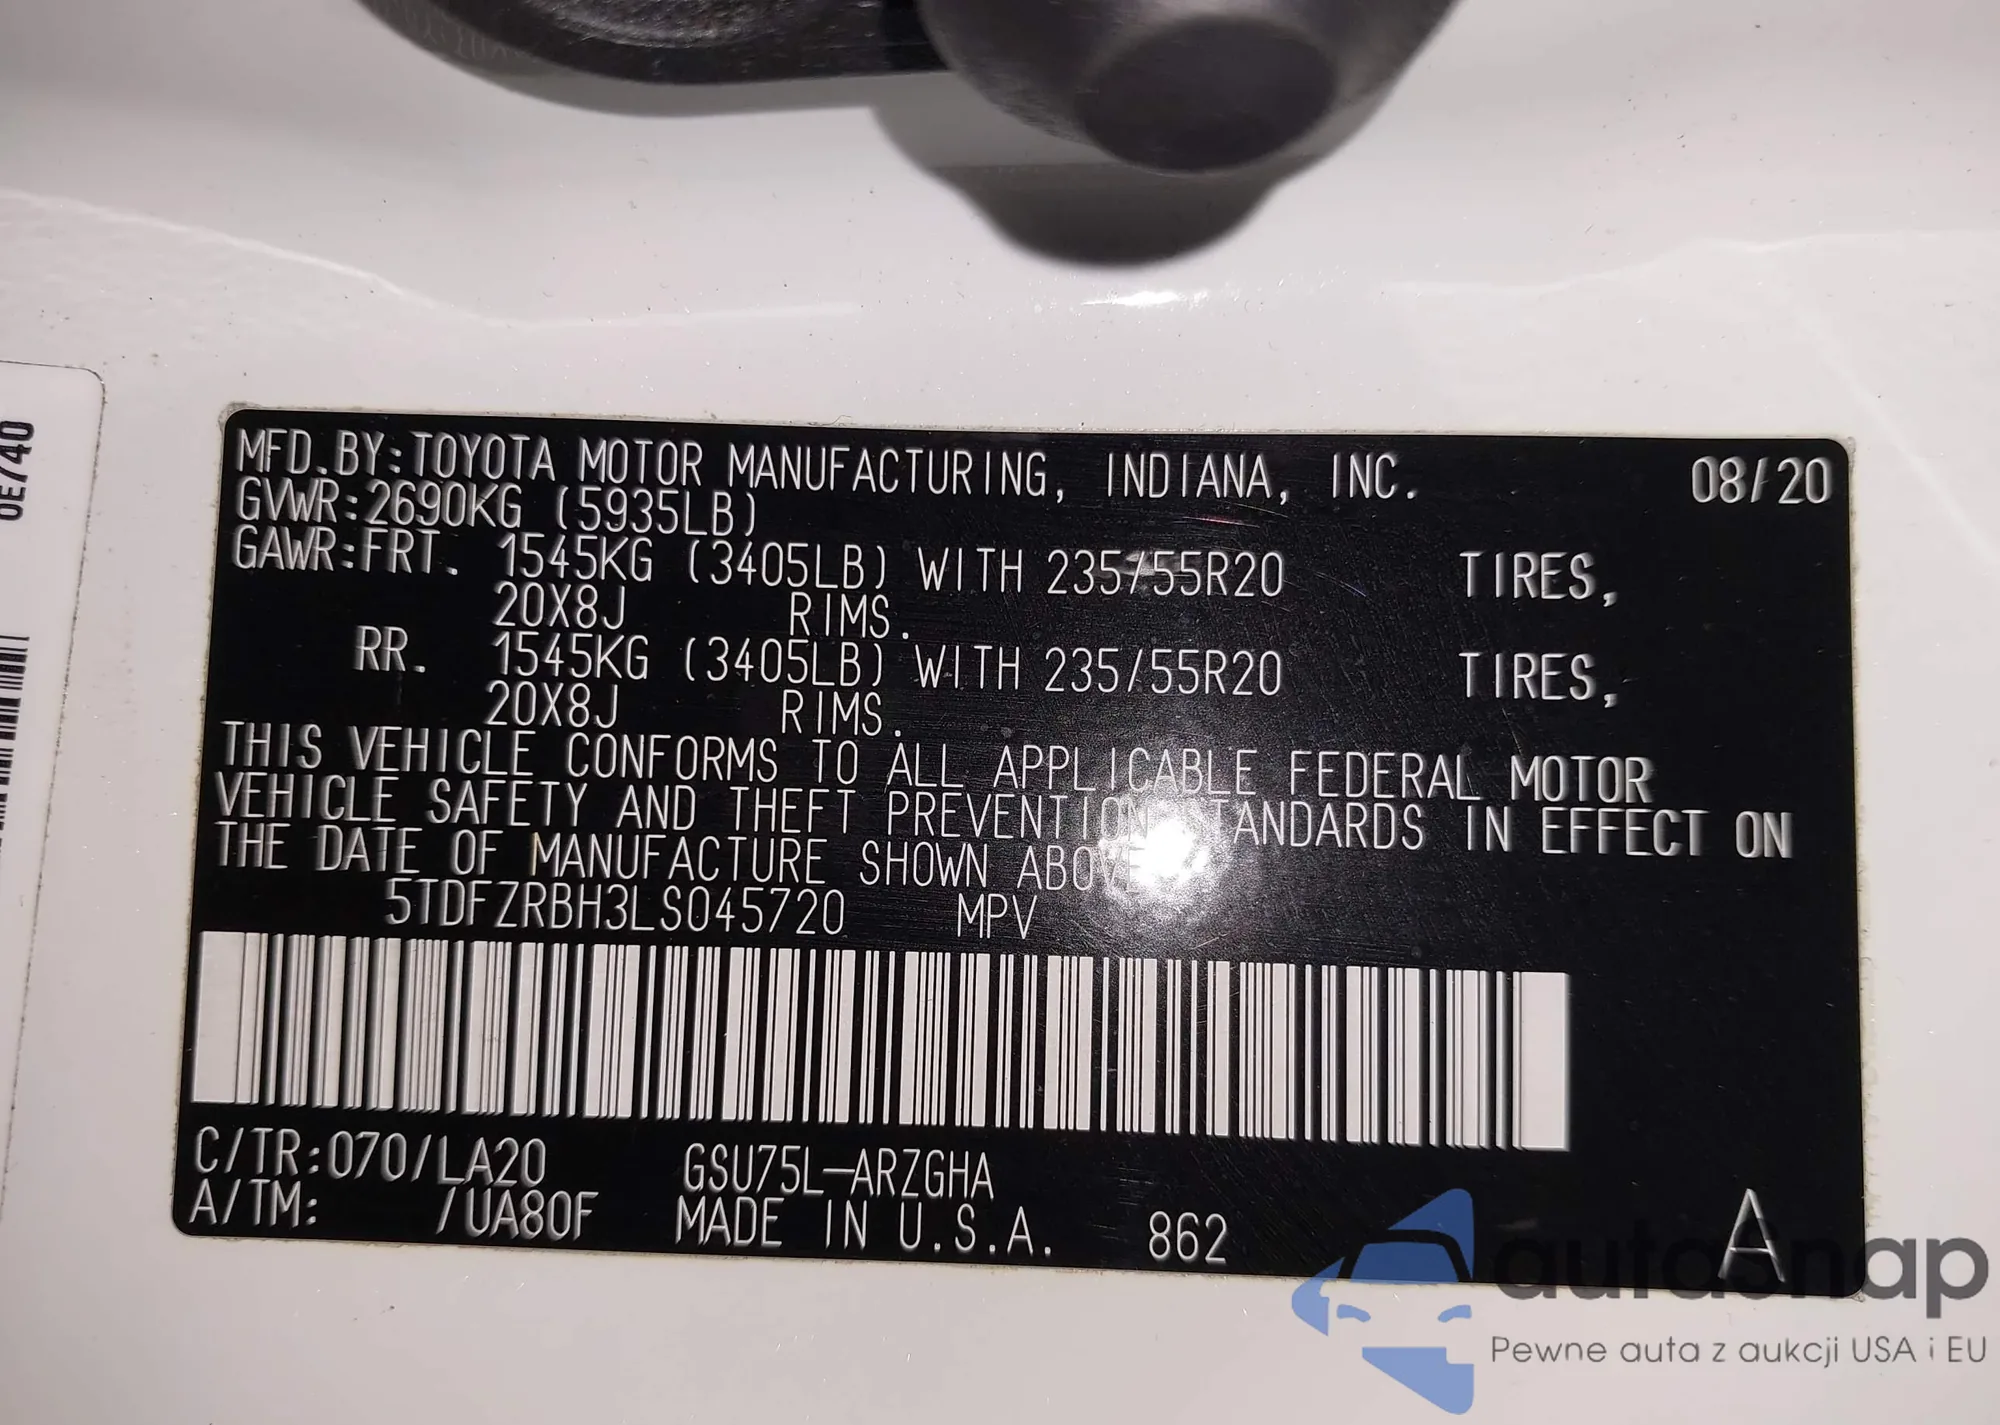 MFD.BY:TOYOTA MOTOR MANUFACTURING, INDIANA, INC. 08/20
GVWR:2690KG (5935LB)
GAWR:FRT. 1545KG (3405LB) WITH 235/55R20 TIRES,
20X8J RIMS.
RR. 1545KG (3405LB) WITH 235/55R20 TIRES,
20X8J RIMS.
THIS VEHICLE CONFORMS TO ALL APPLICABLE FEDERAL MOTOR
VEHICLE SAFETY AND THEFT PREVENTION STANDARDS IN EFFECT ON
THE DATE OF MANUFACTURE SHOWN ABOVE.
5TDFZRBH3LS045720 MPV
C/TR:070/LA20 GSU75L-ARZGHA
A/TM: /UA80F MADE IN U.S.A. 862 A
0E740
autosnap
Pewne auta z aukcji USA i EU